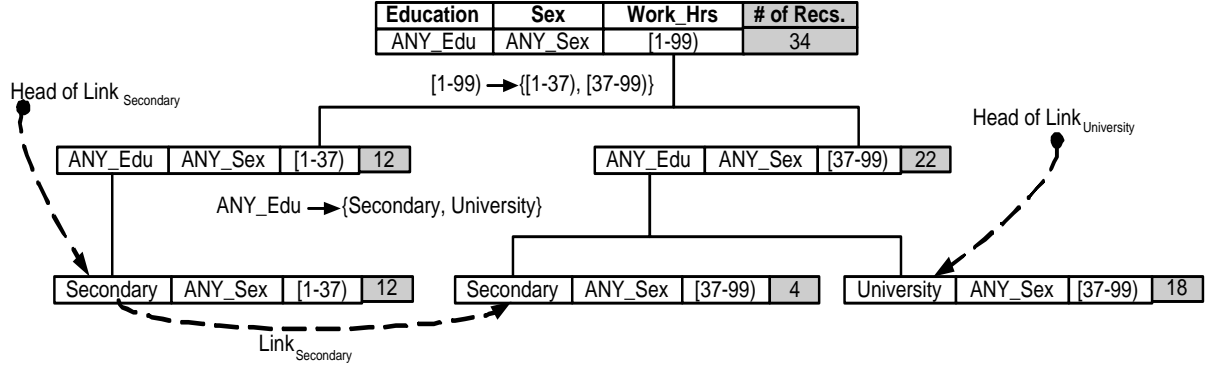 Education Sex Work_Hrs # of Recs.
ANY_Edu ANY_Sex [1-99) 34
[1-99) → {[1-37), [37-99)}
Head of Link Secondary
Head of Link University
ANY_Edu ANY_Sex [1-37) 12
ANY_Edu ANY_Sex [37-99) 22
ANY_Edu → {Secondary, University}
Secondary ANY_Sex [1-37) 12
Secondary ANY_Sex [37-99) 4
University ANY_Sex [37-99) 18
Link Secondary